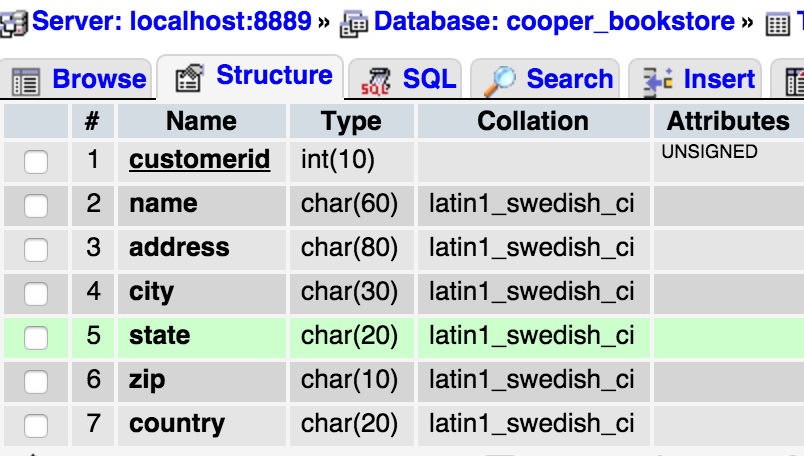 Server: localhost:8889 » Database: cooper_bookstore » T
Browse Structure SQL Search Insert
# Name Type Collation Attributes
1 customerid int(10) UNSIGNED
2 name char(60) latin1_swedish_ci
3 address char(80) latin1_swedish_ci
4 city char(30) latin1_swedish_ci
5 state char(20) latin1_swedish_ci
6 zip char(10) latin1_swedish_ci
7 country char(20) latin1_swedish_ci